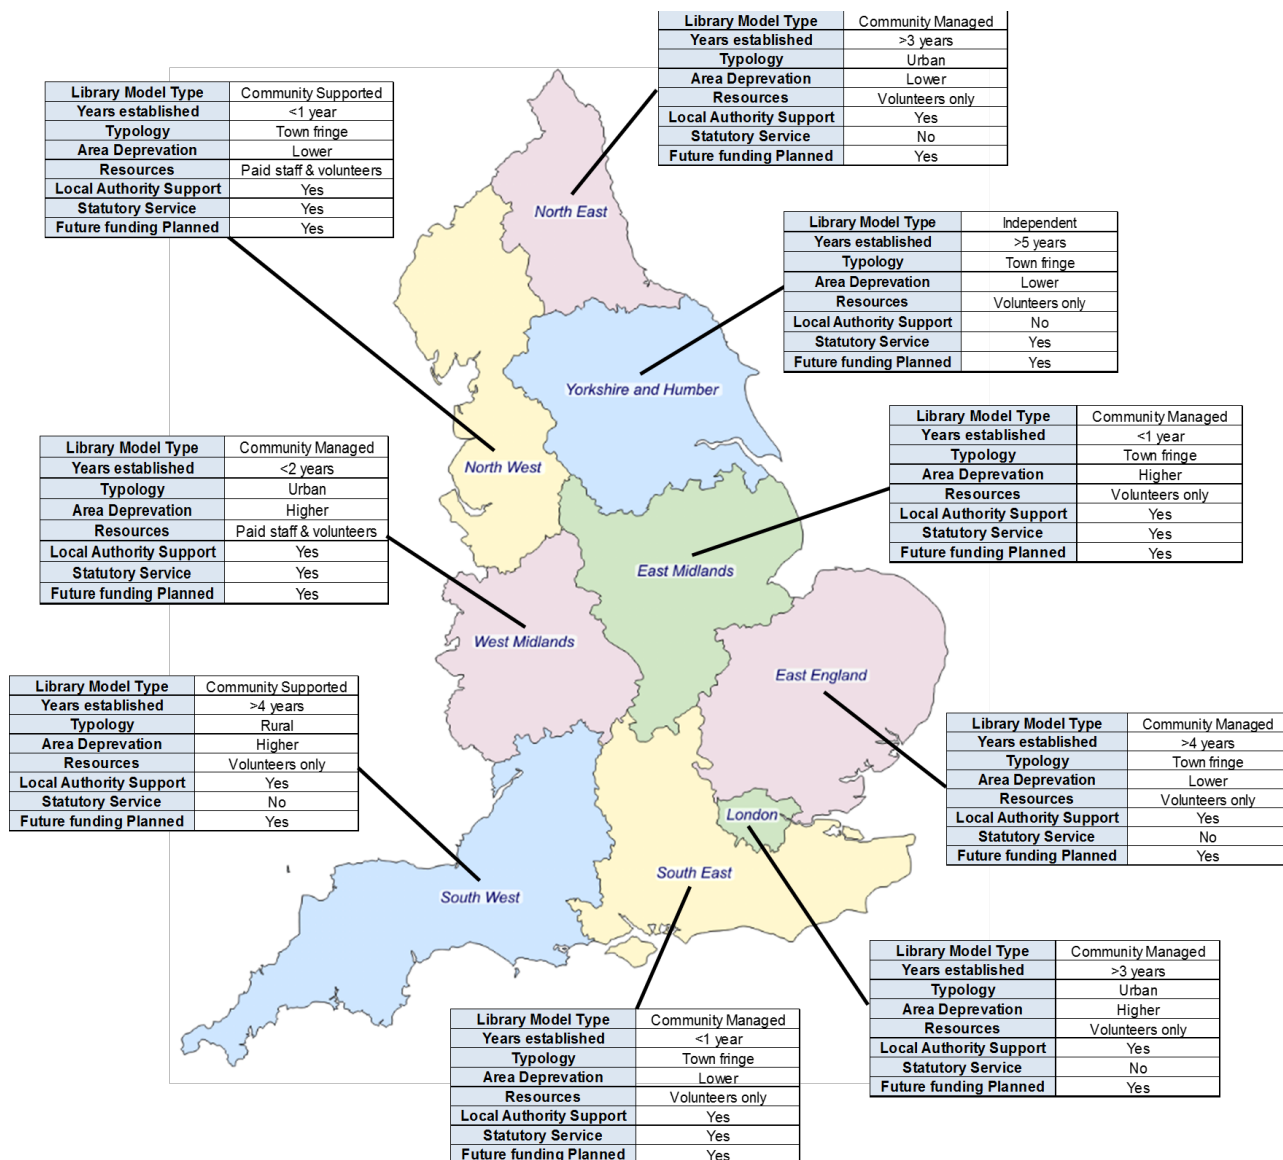 Library Model Type Community Managed
Years established >3 years
Typology Urban
Area Deprevation Lower
Resources Volunteers only
Local Authority Support Yes
Statutory Service No
Future funding Planned Yes
Library Model Type Community Supported
Years established <1 year
Typology Town fringe
Area Deprevation Lower
Resources Paid staff & volunteers
Local Authority Support Yes
Statutory Service Yes
Future funding Planned Yes
North East
Library Model Type Independent
Years established >5 years
Typology Town fringe
Area Deprevation Lower
Resources Volunteers only
Local Authority Support No
Statutory Service Yes
Future funding Planned Yes
Yorkshire and Humber
Library Model Type Community Managed
Years established <1 year
Typology Town fringe
Area Deprevation Higher
Resources Volunteers only
Local Authority Support Yes
Statutory Service Yes
Future funding Planned Yes
Library Model Type Community Managed
Years established <2 years
Typology Urban
Area Deprevation Higher
Resources Paid staff & volunteers
Local Authority Support Yes
Statutory Service Yes
Future funding Planned Yes
North West
East Midlands
West Midlands
East England
Library Model Type Community Supported
Years established >4 years
Typology Rural
Area Deprevation Higher
Resources Volunteers only
Local Authority Support Yes
Statutory Service No
Future funding Planned Yes
Library Model Type Community Managed
Years established >4 years
Typology Town fringe
Area Deprevation Lower
Resources Volunteers only
Local Authority Support Yes
Statutory Service No
Future funding Planned Yes
London
South East
South West
Library Model Type Community Managed
Years established >3 years
Typology Urban
Area Deprevation Higher
Resources Volunteers only
Local Authority Support Yes
Statutory Service No
Future funding Planned Yes
Library Model Type Community Managed
Years established <1 year
Typology Town fringe
Area Deprevation Lower
Resources Volunteers only
Local Authority Support Yes
Statutory Service Yes
Future funding Planned Yes